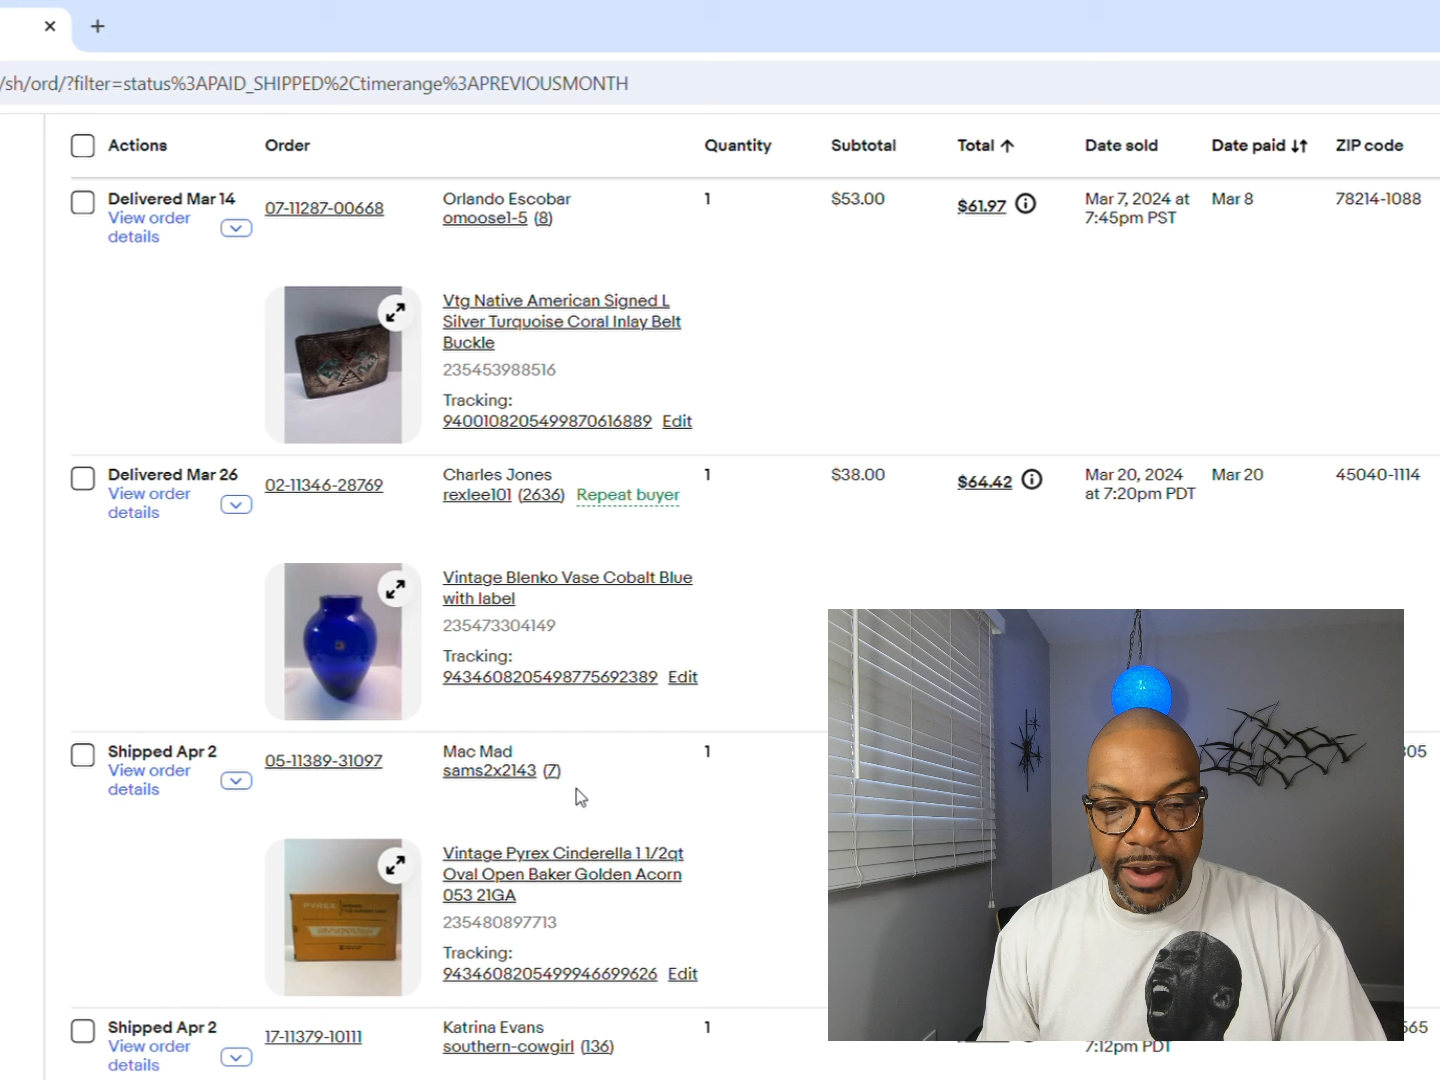 /sh/ord/?filter=status%3APAID_SHIPPED%2Ctimerange%3APREVIOUSMONTH
Actions Order Quantity Subtotal Total Date sold Date paid ZIP code
Delivered Mar 14
View order
details
07-11287-00668
Orlando Escobar
omoose1-5 (8)
1
$53.00
$61.97
Mar 7, 2024 at
7:45pm PST
Mar 8
78214-1088
Vtg Native American Signed L
Silver Turquoise Coral Inlay Belt
Buckle
235453988516
Tracking:
9400108205499870616889 Edit
Delivered Mar 26
View order
details
02-11346-28769
Charles Jones
rexlee101 (2636) Repeat buyer
1
$38.00
$64.42
Mar 20, 2024
at 7:20pm PDT
Mar 20
45040-1114
Vintage Blenko Vase Cobalt Blue
with label
235473304149
Tracking:
9434608205498775692389 Edit
Shipped Apr 2
View order
details
05-11389-31097
Mac Mad
sams2x2143 (7)
1
305
PYREX
Vintage Pyrex Cinderella 1 1/2qt
Oval Open Baker Golden Acorn
053 21GA
235480897713
Tracking:
9434608205499946699626 Edit
Shipped Apr 2
View order
details
17-11379-10111
Katrina Evans
southern-cowgirl (136)
1
7:12pm PDT
565